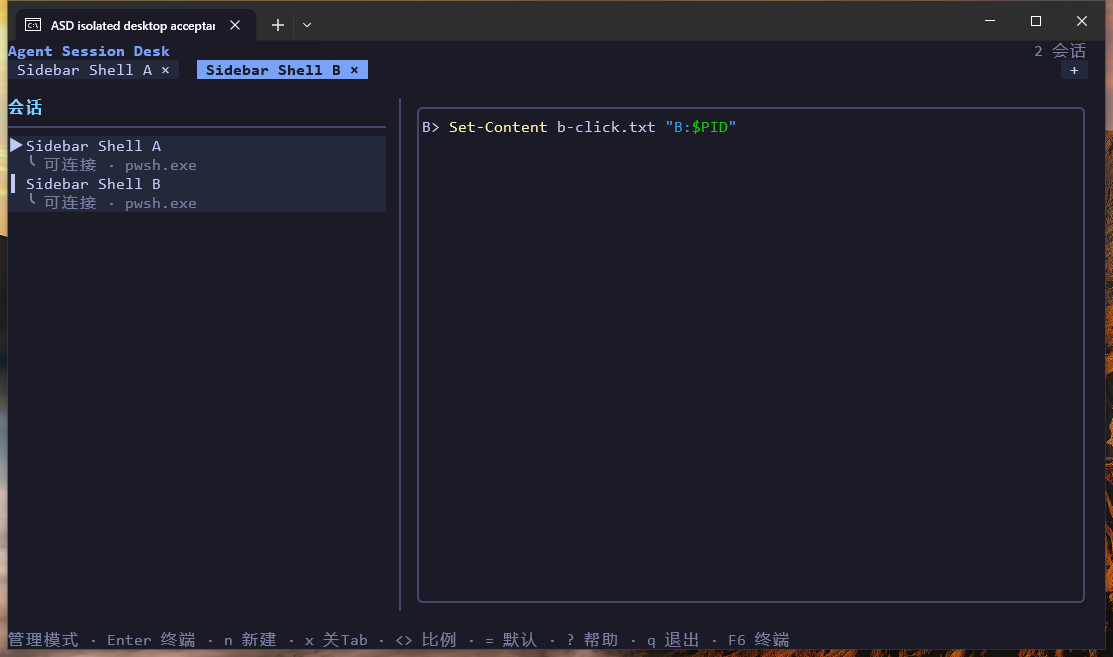 ASD isolated desktop acceptar
Agent Session Desk 2 会话
Sidebar Shell A × Sidebar Shell B × +
会话
▶Sidebar Shell A
╰ 可连接 · pwsh.exe
Sidebar Shell B
╰ 可连接 · pwsh.exe
B> Set-Content b-click.txt "B:$PID"
管理模式 · Enter 终端 · n 新建 · x 关Tab · <> 比例 · = 默认 · ? 帮助 · q 退出 · F6 终端